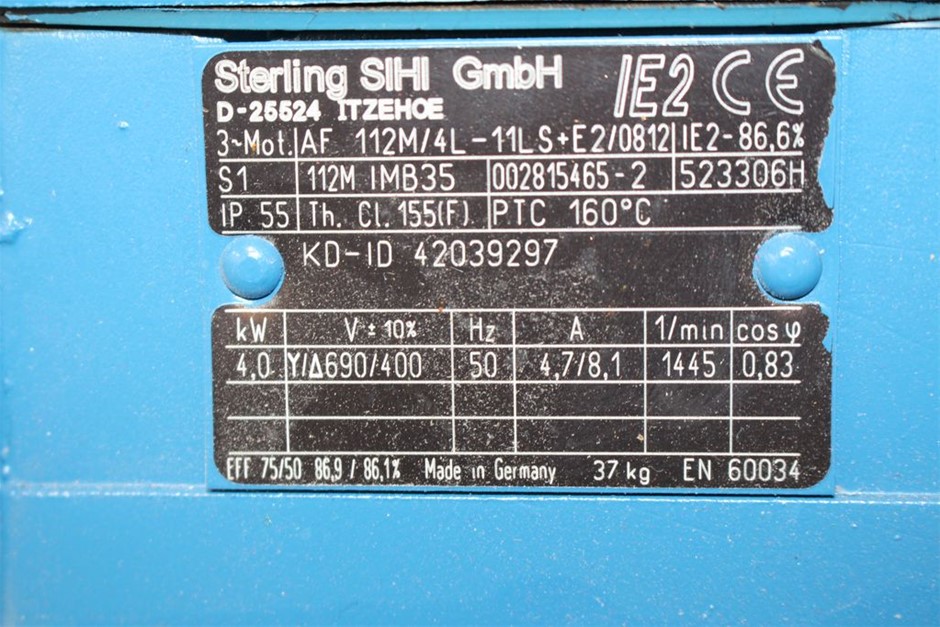 Sterling SIHI GmbH IE2 CE
D-25524 ITZEHOE
3~Mot. AF 112M/4L-11LS+E2/0812 IE2-86,6%
S1 112M IMB35 002815465-2 523306H
IP 55 Th. Cl. 155(F) PTC 160°C
KD-ID 42039297
kW V ± 10% Hz A 1/min cos φ
4,0 Y/Δ690/400 50 4,7/8,1 1445 0,83
EFF 75/50 86,9 / 86,1% Made in Germany 37 kg EN 60034